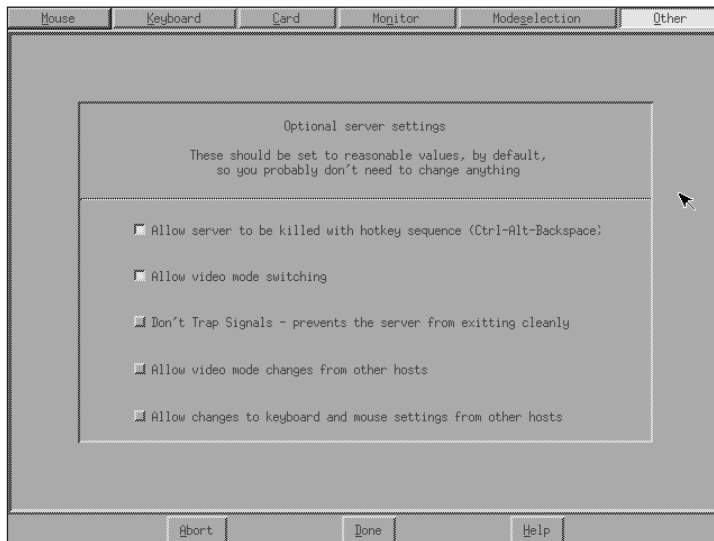 Mouse Keyboard Card Monitor Modeselection Other
Optional server settings
These should be set to reasonable values, by default,
so you probably don't need to change anything
Allow server to be killed with hotkey sequence (Ctrl-Alt-Backspace)
Allow video mode switching
Don't Trap Signals - prevents the server from exitting cleanly
Allow video mode changes from other hosts
Allow changes to keyboard and mouse settings from other hosts
Abort Done Help